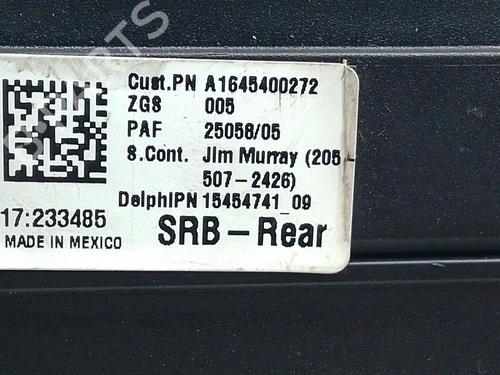 Cust.PN A1645400272
ZGS 005
PAF 25058/05
S.Cont. Jim Murray (205
507-2426)
DelphiPN 15454741_09
17:233485
MADE IN MEXICO
SRB-Rear